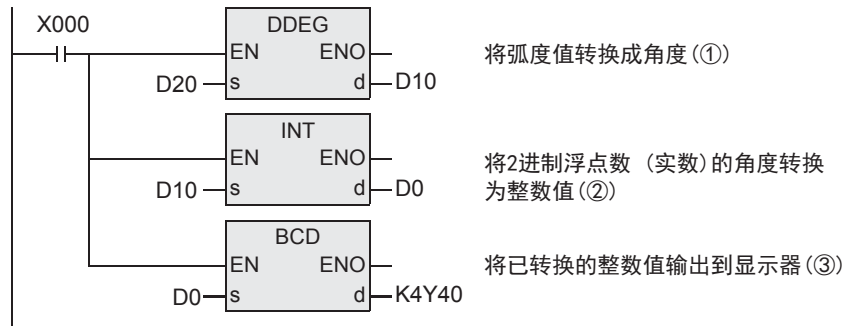 X000
DDEG
EN ENO
D20 s d D10
将弧度值转换成角度(①)
INT
EN ENO
D10 s d D0
将2进制浮点数 (实数)的角度转换
为整数值(②)
BCD
EN ENO
D0 s d K4Y40
将已转换的整数值输出到显示器(③)